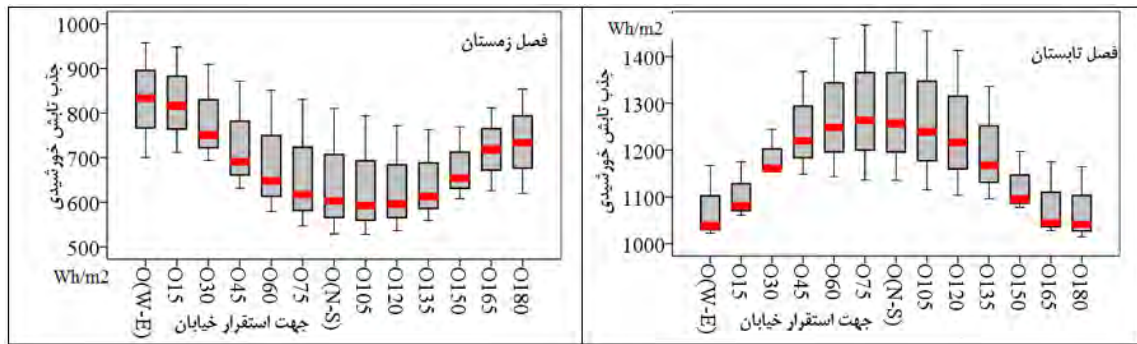 فصل زمستان
جذب تابش خورشیدی
1000
900
800
700
600
500
Wh/m2
O(W-E)
O15
O30
O45
O60
O75
O(N-S)
O105
O120
O135
O150
O165
O180
جهت استقرار خیابان
Wh/m2
فصل تابستان
جذب تابش خورشیدی
1400
1300
1200
1100
1000
O(W-E)
O15
O30
O45
O60
O75
O(N-S)
O105
O120
O135
O150
O165
O180
جهت استقرار خیابان